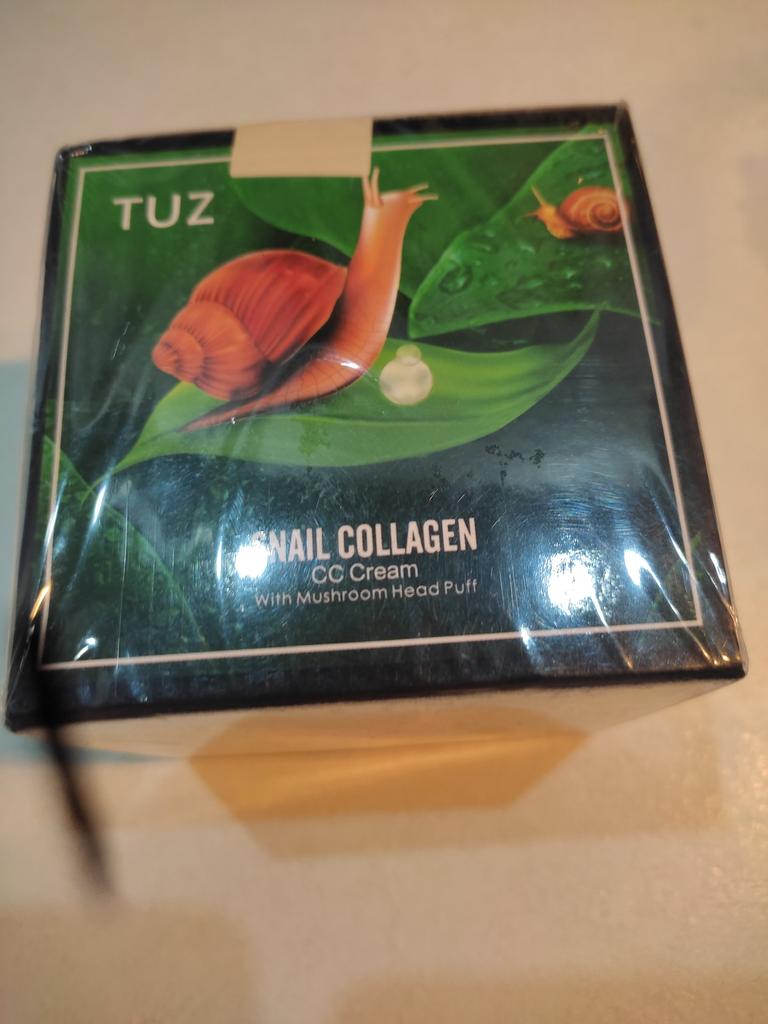 TUZ
SNAIL COLLAGEN
CC Cream
With Mushroom Head Puff